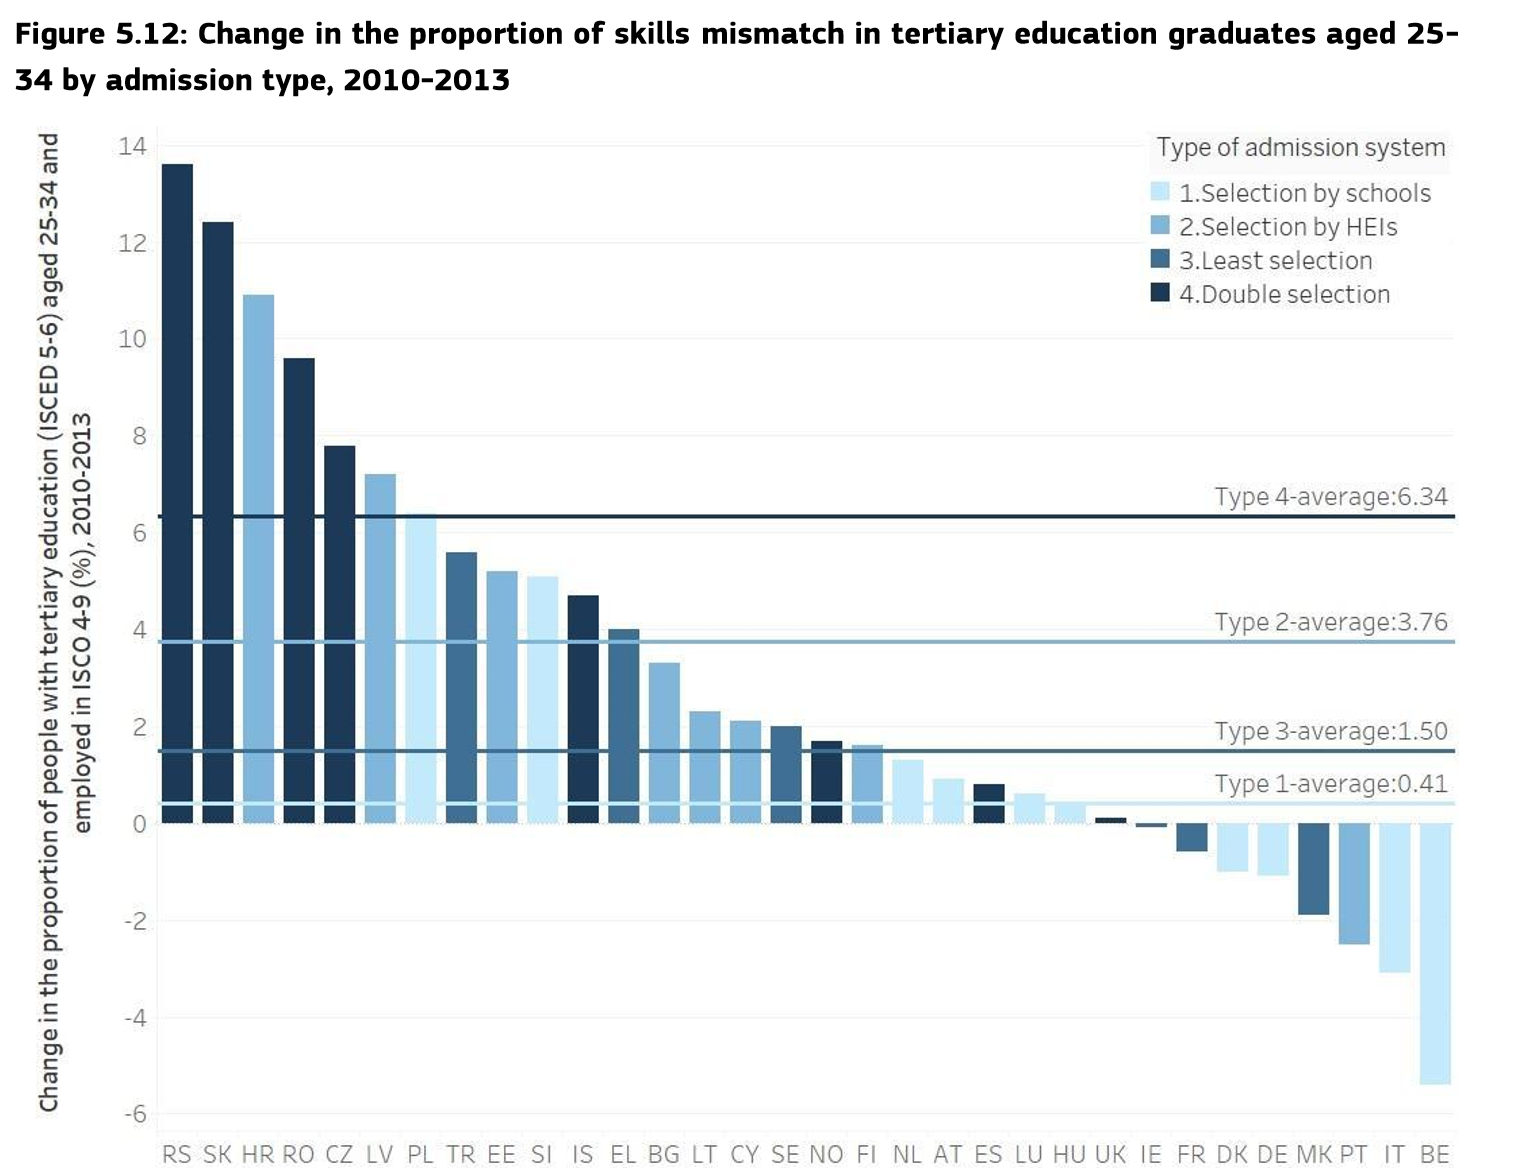 Figure 5.12: Change in the proportion of skills mismatch in tertiary education graduates aged 25-
34 by admission type, 2010-2013
Change in the proportion of people with tertiary education (ISCED 5-6) aged 25-34 and
employed in ISCO 4-9 (%), 2010-2013
14
12
10
8
6
4
2
0
-2
-4
-6
Type of admission system
1.Selection by schools
2.Selection by HEIs
3.Least selection
4.Double selection
Type 4-average:6.34
Type 2-average:3.76
Type 3-average:1.50
Type 1-average:0.41
RS SK HR RO CZ LV PL TR EE SI IS EL BG LT CY SE NO FI NL AT ES LU HU UK IE FR DK DE MK PT IT BE